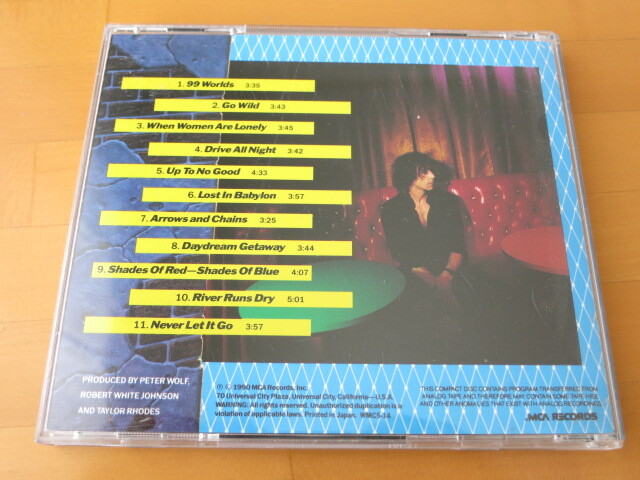 1. 99 Worlds 3:35
2. Go Wild 3:43
3. When Women Are Lonely 3:45
4. Drive All Night 3:42
5. Up To No Good 4:33
6. Lost In Babylon 3:57
7. Arrows and Chains 3:25
8. Daydream Getaway 3:44
9. Shades Of Red—Shades Of Blue 4:07
10. River Runs Dry 5:01
11. Never Let It Go 3:57
PRODUCED BY PETER WOLF,
ROBERT WHITE JOHNSON
AND TAYLOR RHODES
℗ © 1990 MCA Records, Inc.
70 Universal City Plaza, Universal City, California—U.S.A.
WARNING: All rights reserved. Unauthorized duplication is a
violation of applicable laws. Printed in Japan. WMC5-34
THIS COMPACT DISC CONTAINS PROGRAM TRANSFERRED FROM
ANALOG TAPE AND THEREFORE MAY CONTAIN SOME TAPE HISS
AND OTHER ANOMALIES THAT EXIST WITH ANALOG RECORDINGS.
MCA RECORDS